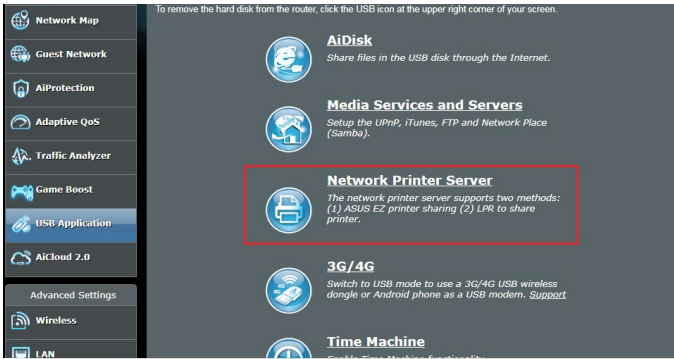 To remove the hard disk from the router, click the USB icon at the upper right corner of your screen.
Network Map
Guest Network
AiProtection
Adaptive QoS
Traffic Analyzer
Game Boost
USB Application
AiCloud 2.0
Advanced Settings
Wireless
LAN
AiDisk
Share files in the USB disk through the Internet.
Media Services and Servers
Setup the UPnP, iTunes, FTP and Network Place
(Samba).
Network Printer Server
The network printer server supports two methods:
(1) ASUS EZ printer sharing (2) LPR to share
printer.
3G/4G
Switch to USB mode to use a 3G/4G USB wireless
dongle or Android phone as a USB modem. Support
Time Machine
Enable Time Machine functionality.